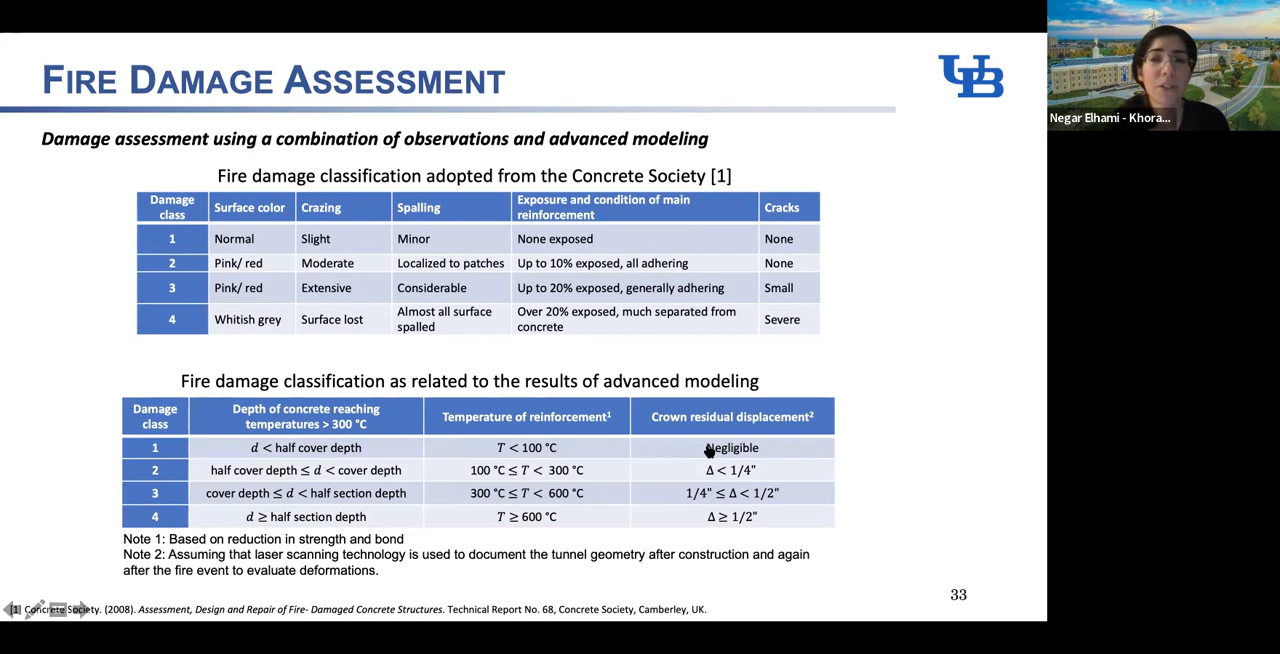 FIRE DAMAGE ASSESSMENT
UB
Negar Elhami - Khora...
Damage assessment using a combination of observations and advanced modeling
Fire damage classification adopted from the Concrete Society [1]
Damage class | Surface color | Crazing | Spalling | Exposure and condition of main reinforcement | Cracks
1 | Normal | Slight | Minor | None exposed | None
2 | Pink/ red | Moderate | Localized to patches | Up to 10% exposed, all adhering | None
3 | Pink/ red | Extensive | Considerable | Up to 20% exposed, generally adhering | Small
4 | Whitish grey | Surface lost | Almost all surface spalled | Over 20% exposed, much separated from concrete | Severe
Fire damage classification as related to the results of advanced modeling
Damage class | Depth of concrete reaching temperatures > 300 °C | Temperature of reinforcement¹ | Crown residual displacement²
1 | d < half cover depth | T < 100 °C | Negligible
2 | half cover depth ≤ d < cover depth | 100 °C ≤ T < 300 °C | Δ < 1/4"
3 | cover depth ≤ d < half section depth | 300 °C ≤ T < 600 °C | 1/4" ≤ Δ < 1/2"
4 | d ≥ half section depth | T ≥ 600 °C | Δ ≥ 1/2"
Note 1: Based on reduction in strength and bond
Note 2: Assuming that laser scanning technology is used to document the tunnel geometry after construction and again
after the fire event to evaluate deformations.
33
[1] Concrete Society. (2008). Assessment, Design and Repair of Fire- Damaged Concrete Structures. Technical Report No. 68, Concrete Society, Camberley, UK.